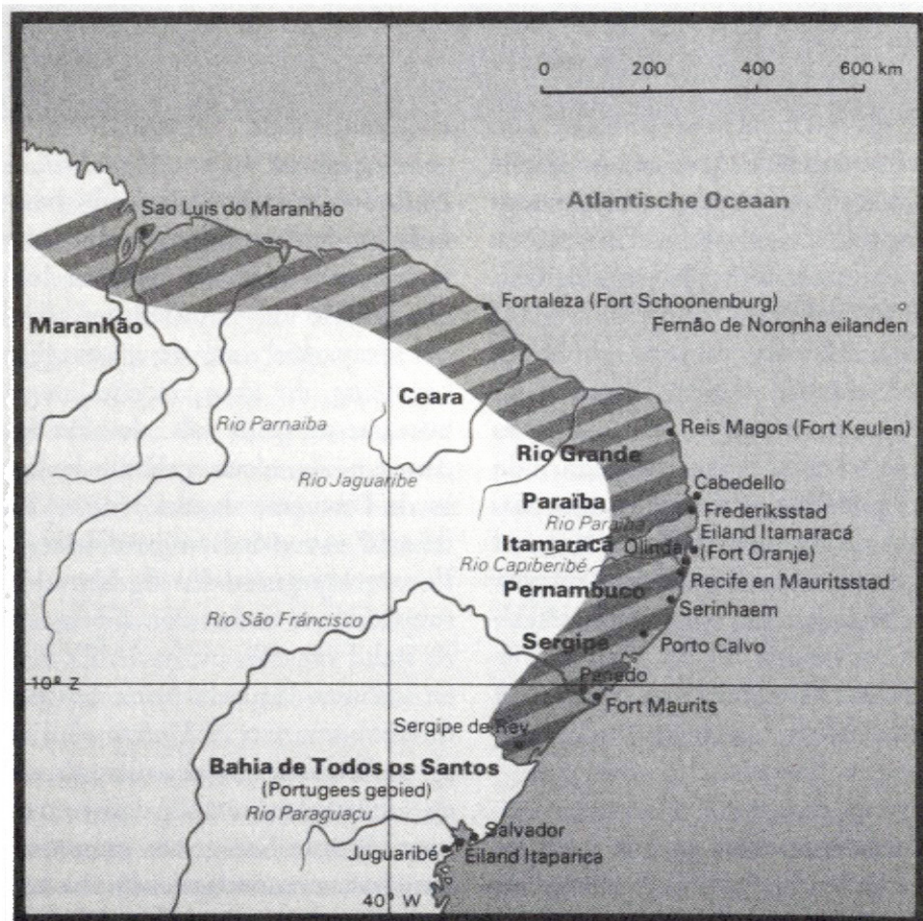 0 200 400 600 km
Sao Luis do Maranhão
Atlantische Oceaan
Fortaleza (Fort Schoonenburg)
Fernão de Noronha eilanden
Maranhão
Ceara
Rio Parnaiba
Reis Magos (Fort Keulen)
Rio Grande
Rio Jaguaribe
Cabedello
Paraïba
Frederiksstad
Rio Paraiba
Eiland Itamaracá
(Fort Oranje)
Itamaracá
Olinda
Rio Capiberibé
Recife en Mauritsstad
Pernambuco
Serinhaem
Rio São Fráncisco
Sergipe
Porto Calvo
Penedo
10° Z
Fort Maurits
Sergipe de Rey
Bahia de Todos os Santos
(Portugees gebied)
Rio Paraguaçu
Salvador
Juguaribé
Eiland Itaparica
40° W